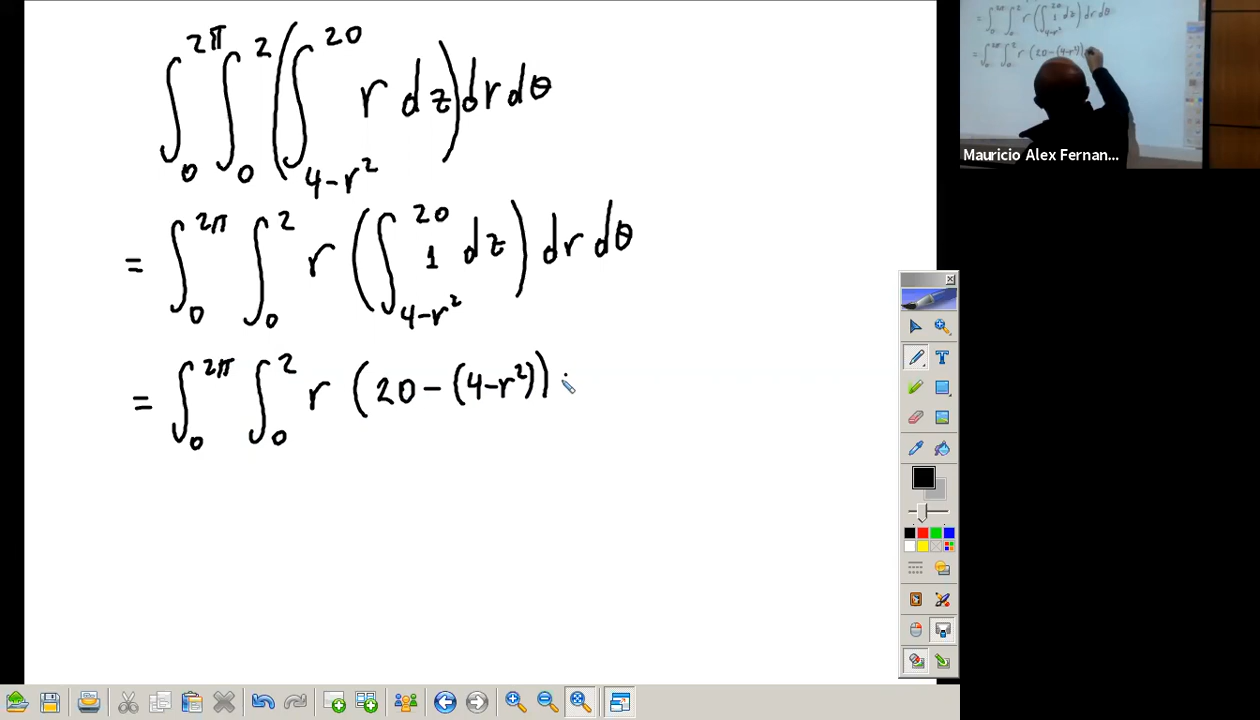 ∫₀^{2π} ∫₀^{2} ( ∫_{4-r²}^{20} r dz ) dr dθ
= ∫₀^{2π} ∫₀^{2} r ( ∫_{4-r²}^{20} 1 dz ) dr dθ
= ∫₀^{2π} ∫₀^{2} r (20-(4-r²))
Mauricio Alex Fernan...